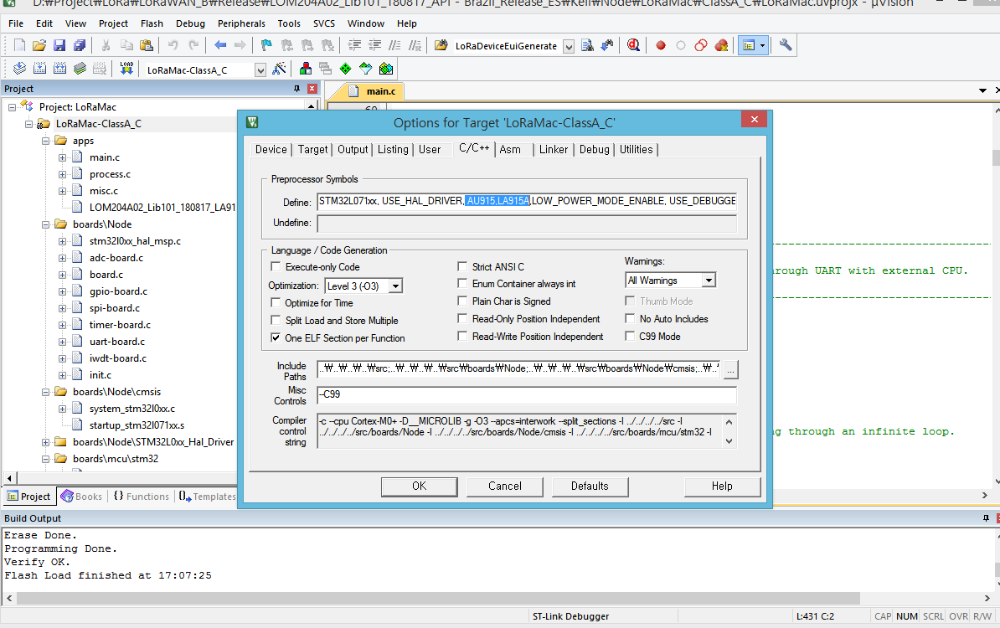 D:₩Project₩LoRa₩LoRaWAN_B₩Release₩LOM204A02_Lib101_180817_API - Brazil_Release_ES₩Keil₩Node₩LoRaMac₩ClassA_C₩LoRaMac.uvprojx - µVision
File Edit View Project Flash Debug Peripherals Tools SVCS Window Help
LoRaDeviceEuiGenerate
LOAD LoRaMac-ClassA_C
Project
main.c
Project: LoRaMac
LoRaMac-ClassA_C
apps
main.c
process.c
misc.c
LOM204A02_Lib101_180817_LA91
boards\Node
stm32l0xx_hal_msp.c
adc-board.c
board.c
gpio-board.c
spi-board.c
timer-board.c
uart-board.c
iwdt-board.c
init.c
boards\Node\cmsis
system_stm32l0xx.c
startup_stm32l071xx.s
boards\Node\STM32L0xx_Hal_Driver
boards\mcu\stm32
Project Books {} Functions Templates
60
Options for Target 'LoRaMac-ClassA_C'
Device Target Output Listing User C/C++ Asm Linker Debug Utilities
Preprocessor Symbols
Define: STM32L071xx, USE_HAL_DRIVER, AU915,LA915A,LOW_POWER_MODE_ENABLE, USE_DEBUGGE
Undefine:
Language / Code Generation
Execute-only Code
Optimization: Level 3 (-O3)
Optimize for Time
Split Load and Store Multiple
One ELF Section per Function
Strict ANSI C
Enum Container always int
Plain Char is Signed
Read-Only Position Independent
Read-Write Position Independent
Warnings:
All Warnings
Thumb Mode
No Auto Includes
C99 Mode
Include Paths ..₩..₩..₩..₩src;..₩..₩..₩..₩src₩boards₩Node;..₩..₩..₩..₩src₩boards₩Node₩cmsis;..₩..
...
Misc Controls --C99
Compiler control string -c --cpu Cortex-M0+ -D__MICROLIB -g -O3 --apcs=interwork --split_sections -I ../../../../src -I
../../../../src/boards/Node -I ../../../../src/boards/Node/cmsis -I ../../../../src/boards/mcu/stm32 -I
OK Cancel Defaults Help
rough UART with external CPU.
ng through an infinite loop.
Build Output
Erase Done.
Programming Done.
Verify OK.
Flash Load finished at 17:07:25
ST-Link Debugger L:431 C:2 CAP NUM SCRL OVR R/W